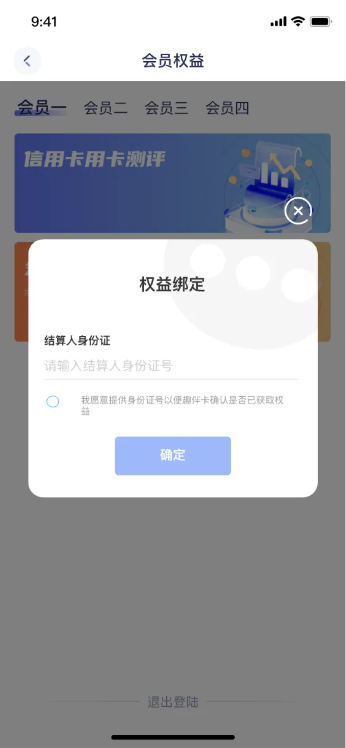 9:41
会员权益
会员一 会员二 会员三 会员四
信用卡用卡测评
权益绑定
结算人身份证
请输入结算人身份证号
我愿意提供身份证号以便趣伴卡确认是否已获取权
益
确定
退出登陆